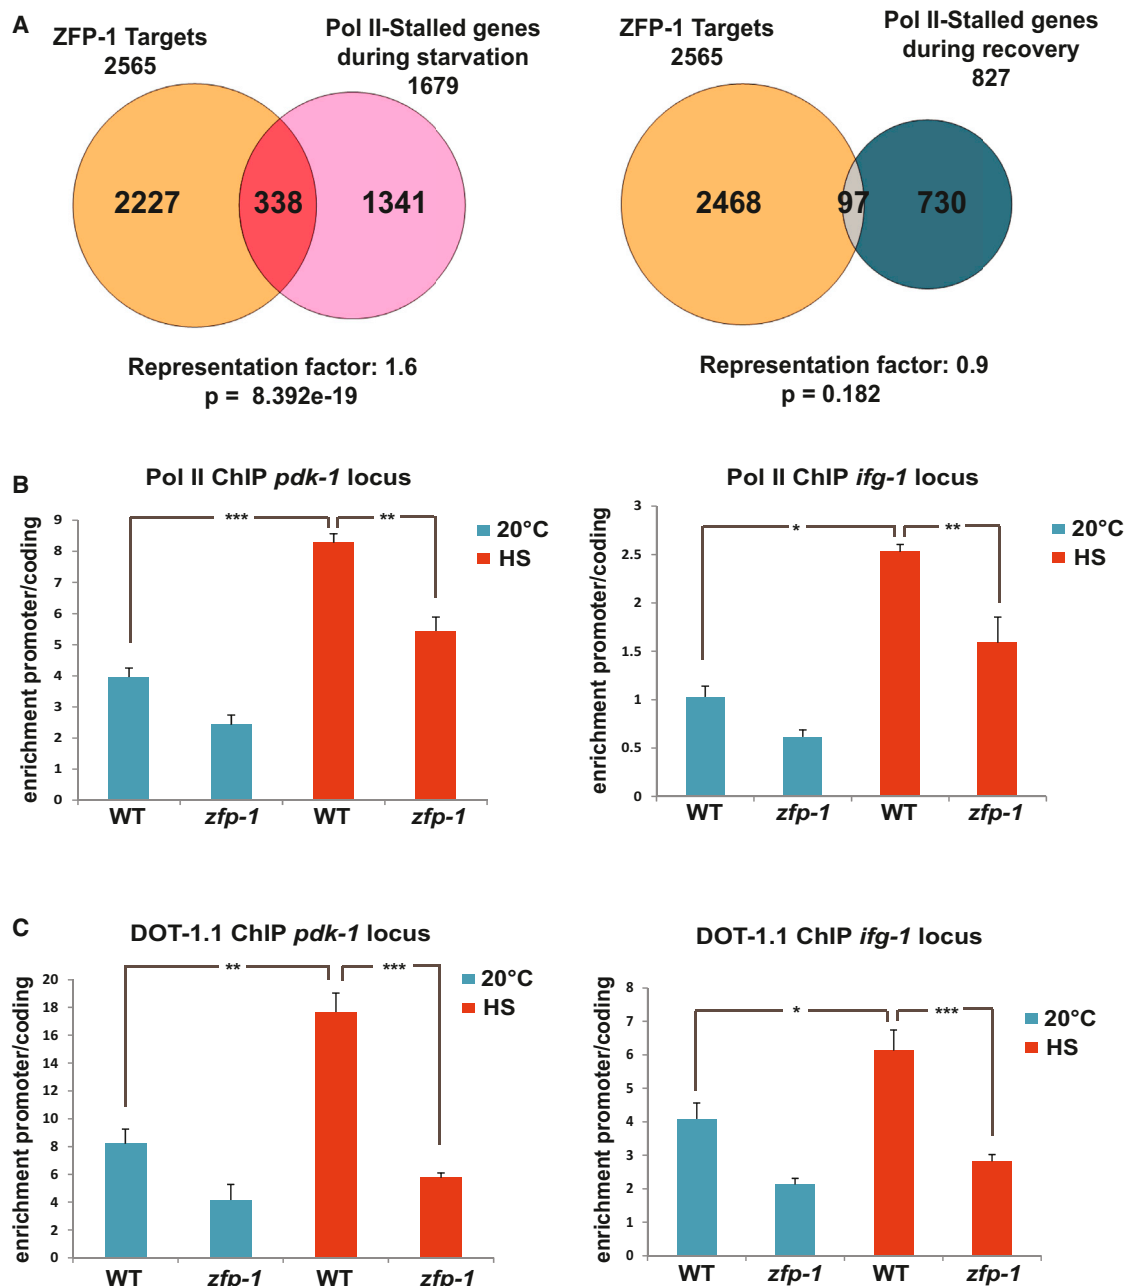 A
ZFP-1 Targets
2565
Pol II-Stalled genes
during starvation
1679
2227
338
1341
Representation factor: 1.6
p = 8.392e-19
ZFP-1 Targets
2565
Pol II-Stalled genes
during recovery
827
2468
97
730
Representation factor: 0.9
p = 0.182
B
Pol II ChIP pdk-1 locus
enrichment promoter/coding
9
8
7
6
5
4
3
2
1
0
***
**
20°C
HS
WT
zfp-1
WT
zfp-1
Pol II ChIP ifg-1 locus
enrichment promoter/coding
3
2.5
2
1.5
1
0.5
0
*
**
20°C
HS
WT
zfp-1
WT
zfp-1
C
DOT-1.1 ChIP pdk-1 locus
enrichment promoter/coding
20
18
16
14
12
10
8
6
4
2
0
**
***
20°C
HS
WT
zfp-1
WT
zfp-1
DOT-1.1 ChIP ifg-1 locus
enrichment promoter/coding
8
7
6
5
4
3
2
1
0
*
***
20°C
HS
WT
zfp-1
WT
zfp-1